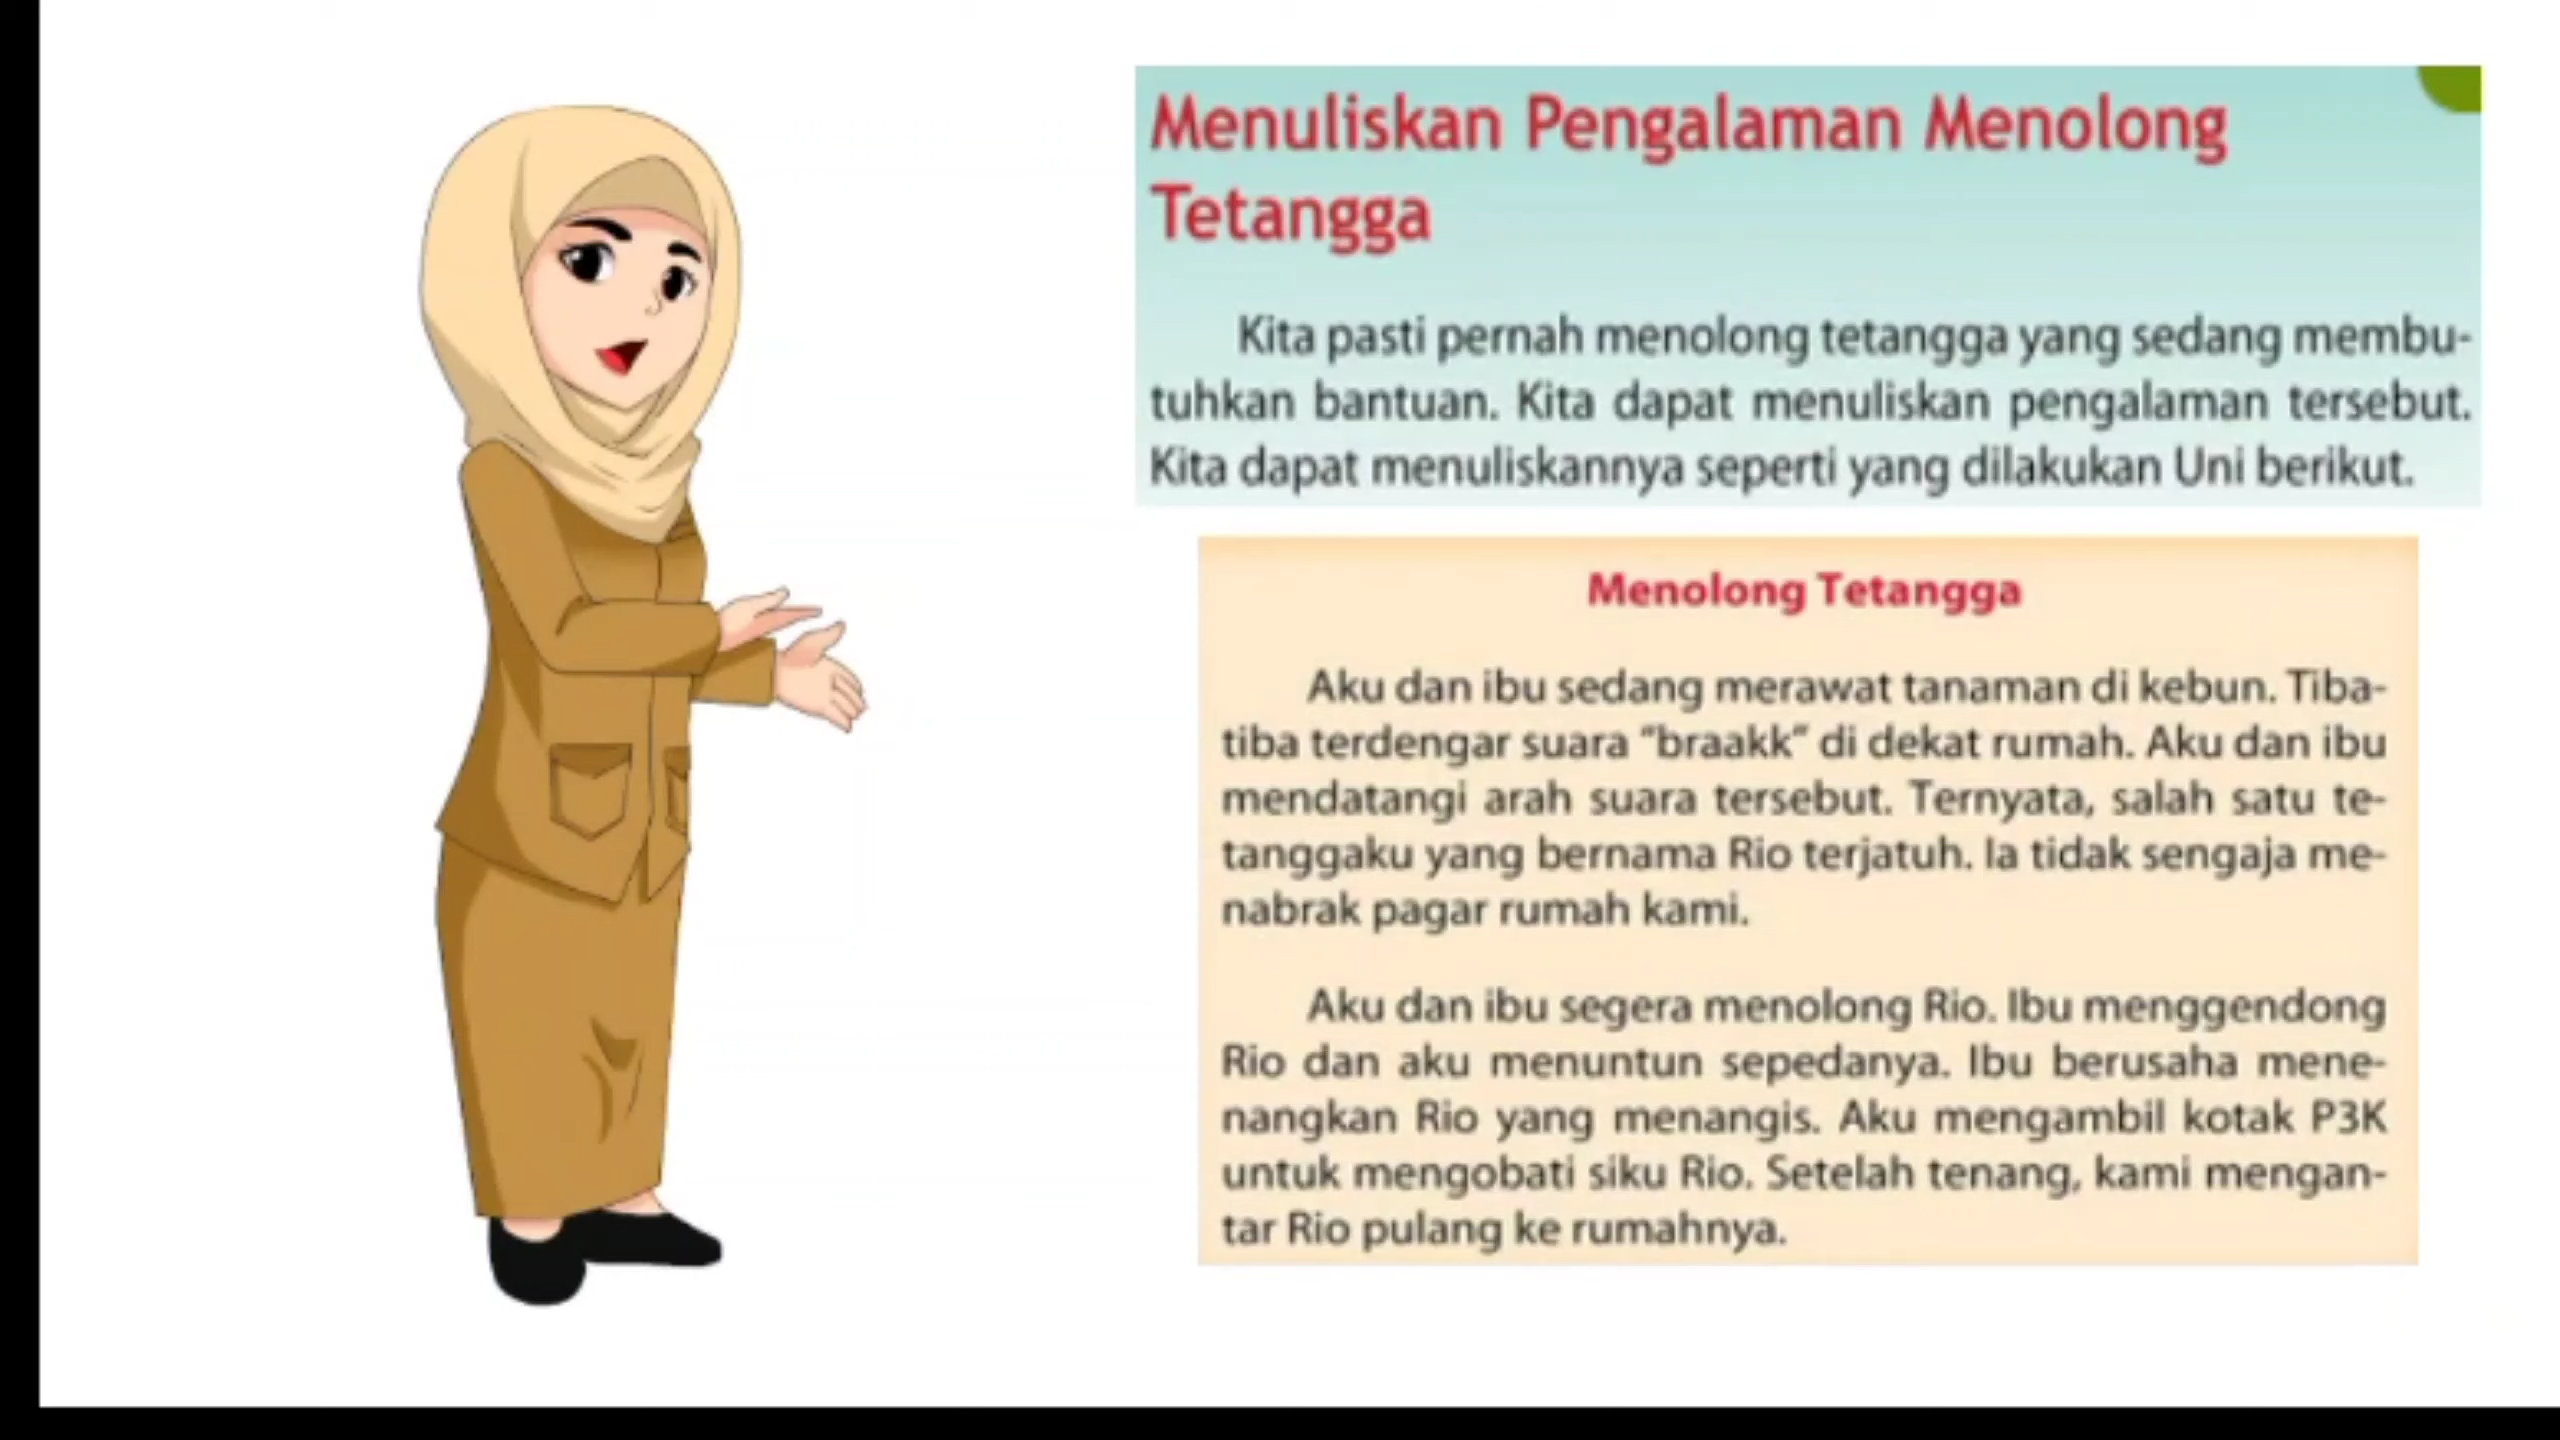 Menuliskan Pengalaman Menolong
Tetangga
Kita pasti pernah menolong tetangga yang sedang membu-
tuhkan bantuan. Kita dapat menuliskan pengalaman tersebut.
Kita dapat menuliskannya seperti yang dilakukan Uni berikut.
Menolong Tetangga
Aku dan ibu sedang merawat tanaman di kebun. Tiba-
tiba terdengar suara "braakk" di dekat rumah. Aku dan ibu
mendatangi arah suara tersebut. Ternyata, salah satu te-
tanggaku yang bernama Rio terjatuh. Ia tidak sengaja me-
nabrak pagar rumah kami.
Aku dan ibu segera menolong Rio. Ibu menggendong
Rio dan aku menuntun sepedanya. Ibu berusaha mene-
nangkan Rio yang menangis. Aku mengambil kotak P3K
untuk mengobati siku Rio. Setelah tenang, kami mengan-
tar Rio pulang ke rumahnya.